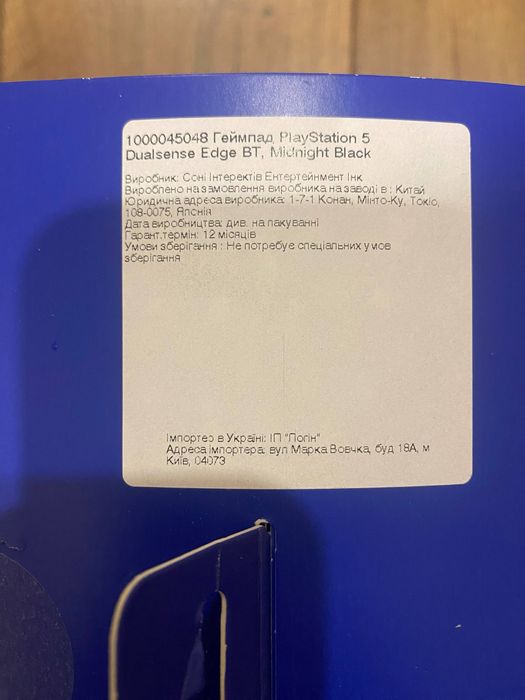 1000045048 Геймпад PlayStation 5
Dualsense Edge BT, Midnight Black
Виробник: Соні Інтеректів Ентертейнмент Інк
Вироблено на замовлення виробника на заводі в : Китай
Юридична адреса виробника: 1-7-1 Конан, Мінто-Ку, Токіо,
108-0075, Японія
Дата виробництва: див. на пакуванні
Гарант.термін: 12 місяців
Умови зберігання : Не потребує спеціальних умов
зберігання
Імпортер в Україні: ІП "Логін"
Адреса Імпортера: вул Марка Вовчка, буд 18А, м
Київ, 04073